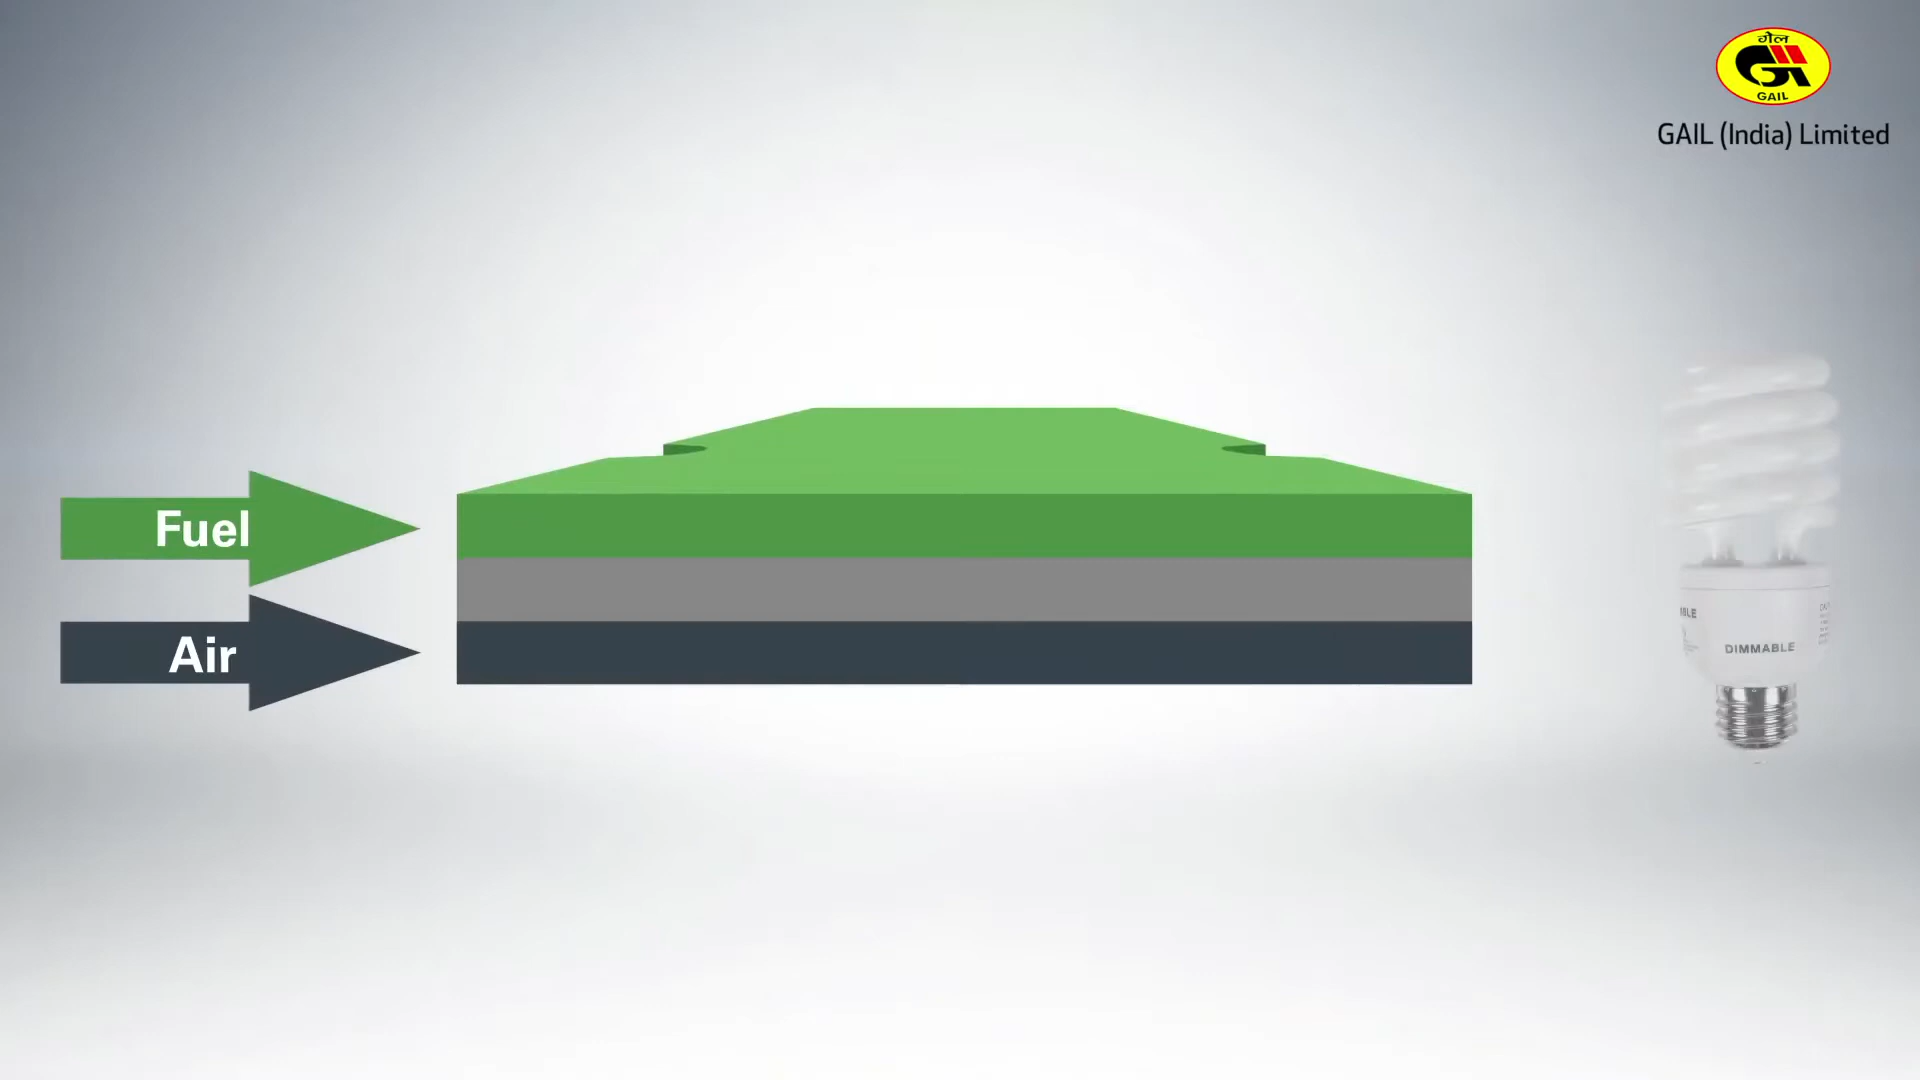 गेल
GAIL
GAIL (India) Limited
Fuel
Air
DIMMABLE